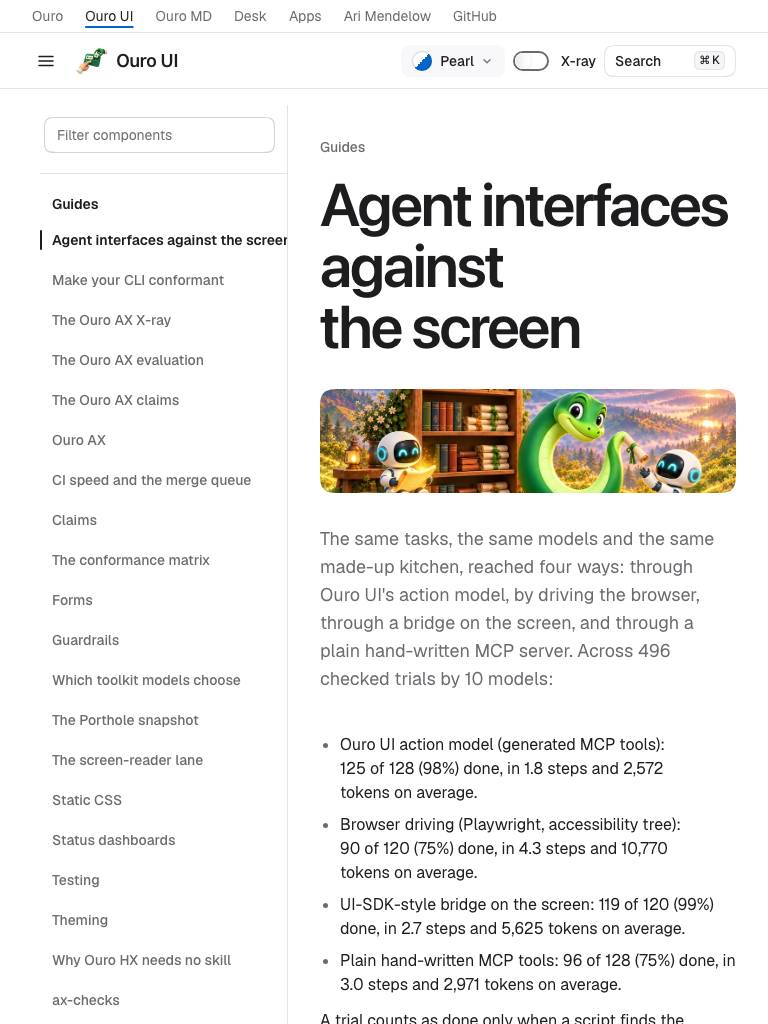 Ouro
Ouro UI
Ouro MD
Desk
Apps
Ari Mendelow
GitHub
Ouro UI
Pearl
X-ray
Search
⌘ K
Filter components
Guides
Agent interfaces against the screen
Make your CLI conformant
The Ouro AX X-ray
The Ouro AX evaluation
The Ouro AX claims
Ouro AX
CI speed and the merge queue
Claims
The conformance matrix
Forms
Guardrails
Which toolkit models choose
The Porthole snapshot
The screen-reader lane
Static CSS
Status dashboards
Testing
Theming
Why Ouro HX needs no skill
ax-checks
Guides
Agent interfaces
against
the screen
The same tasks, the same models and the same
made-up kitchen, reached four ways: through
Ouro UI's action model, by driving the browser,
through a bridge on the screen, and through a
plain hand-written MCP server. Across 496
checked trials by 10 models:
• Ouro UI action model (generated MCP tools):
125 of 128 (98%) done, in 1.8 steps and 2,572
tokens on average.
• Browser driving (Playwright, accessibility tree):
90 of 120 (75%) done, in 4.3 steps and 10,770
tokens on average.
• UI-SDK-style bridge on the screen: 119 of 120 (99%)
done, in 2.7 steps and 5,625 tokens on average.
• Plain hand-written MCP tools: 96 of 128 (75%) done, in
3.0 steps and 2,971 tokens on average.
A trial counts as done only when a script finds the